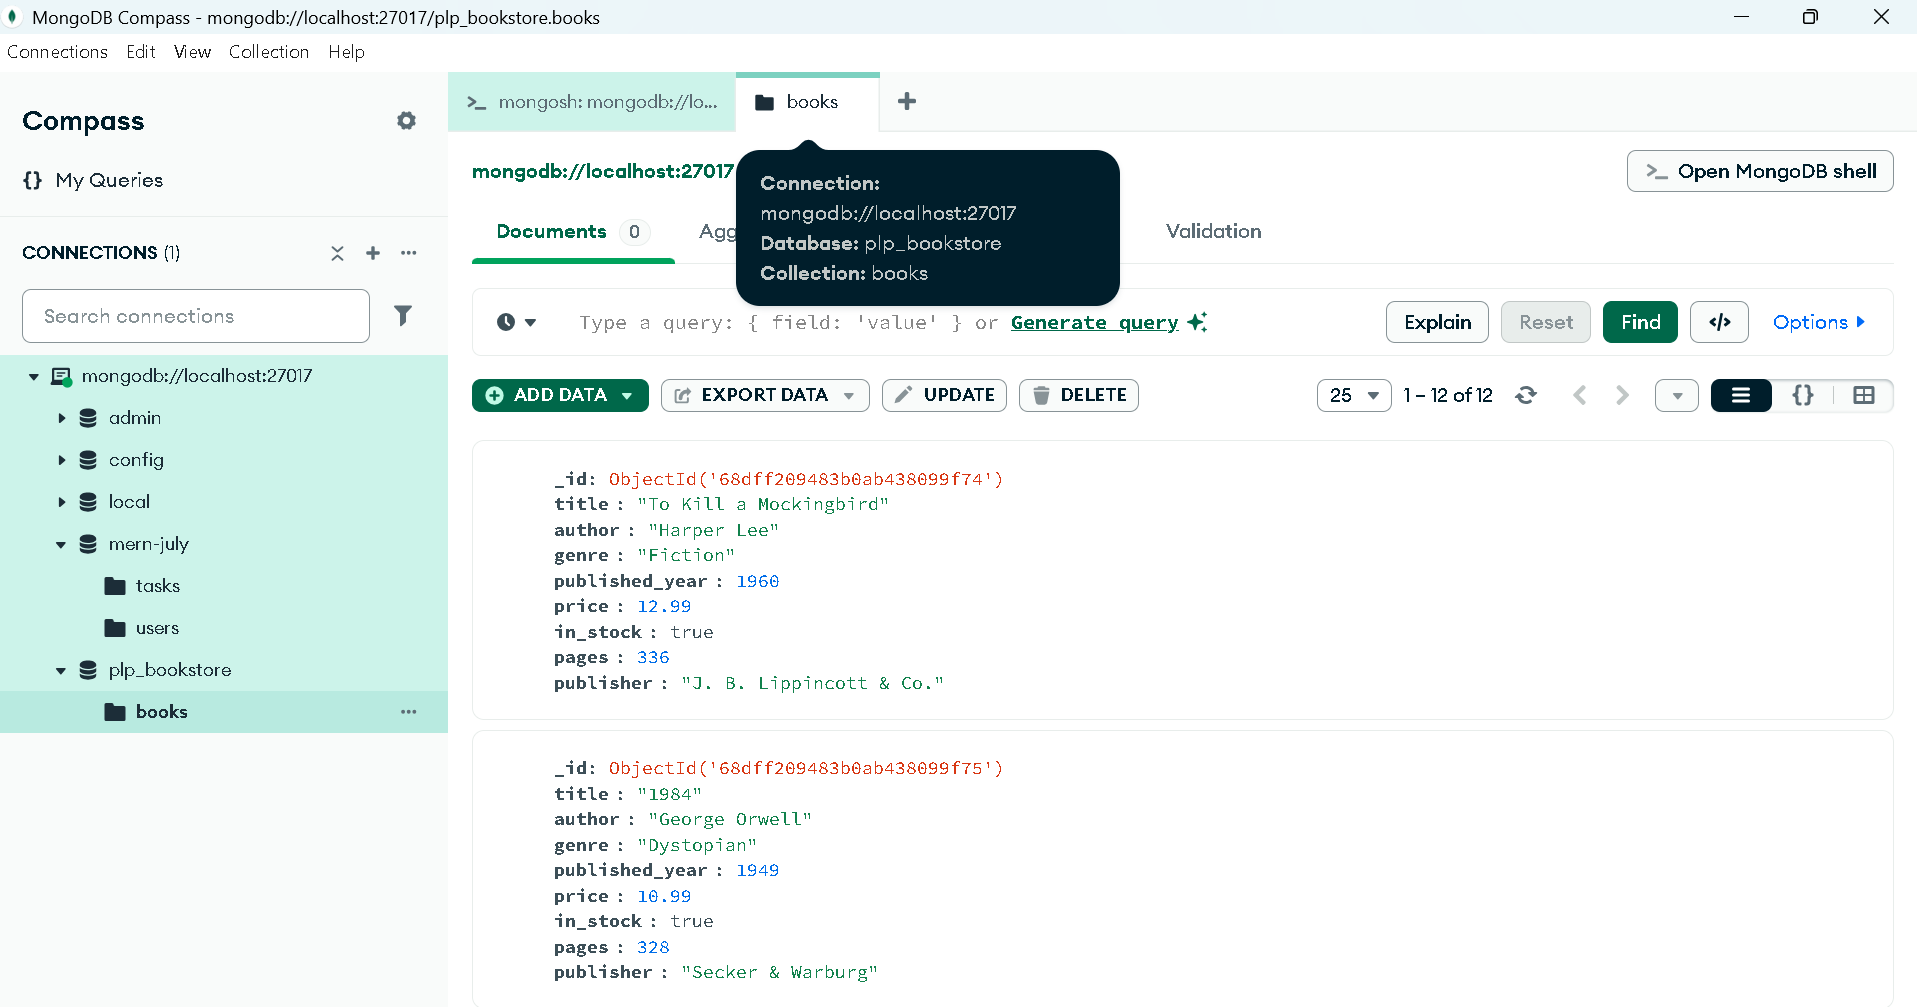 MongoDB Compass - mongodb://localhost:27017/plp_bookstore.books
Connections Edit View Collection Help
Compass
My Queries
CONNECTIONS (1)
Search connections
mongodb://localhost:27017
admin
config
local
mern-july
tasks
users
plp_bookstore
books
mongosh: mongodb://lo...
books
mongodb://localhost:27017
Connection:
mongodb://localhost:27017
Database: plp_bookstore
Collection: books
Open MongoDB shell
Documents 0
Agg
Validation
Type a query: { field: 'value' } or Generate query
Explain Reset Find </> Options
ADD DATA EXPORT DATA UPDATE DELETE
25 1 – 12 of 12 {}
_id: ObjectId('68dff209483b0ab438099f74')
title : "To Kill a Mockingbird"
author : "Harper Lee"
genre : "Fiction"
published_year : 1960
price : 12.99
in_stock : true
pages : 336
publisher : "J. B. Lippincott & Co."
_id: ObjectId('68dff209483b0ab438099f75')
title : "1984"
author : "George Orwell"
genre : "Dystopian"
published_year : 1949
price : 10.99
in_stock : true
pages : 328
publisher : "Secker & Warburg"